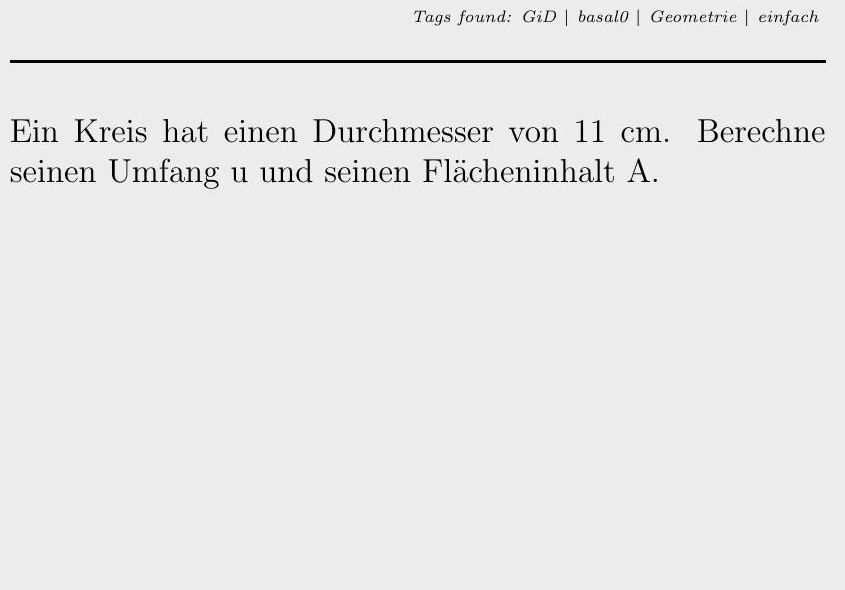 Tags found: GiD | basal0 | Geometrie | einfach
Ein Kreis hat einen Durchmesser von 11 cm. Berechne
seinen Umfang u und seinen Flächeninhalt A.